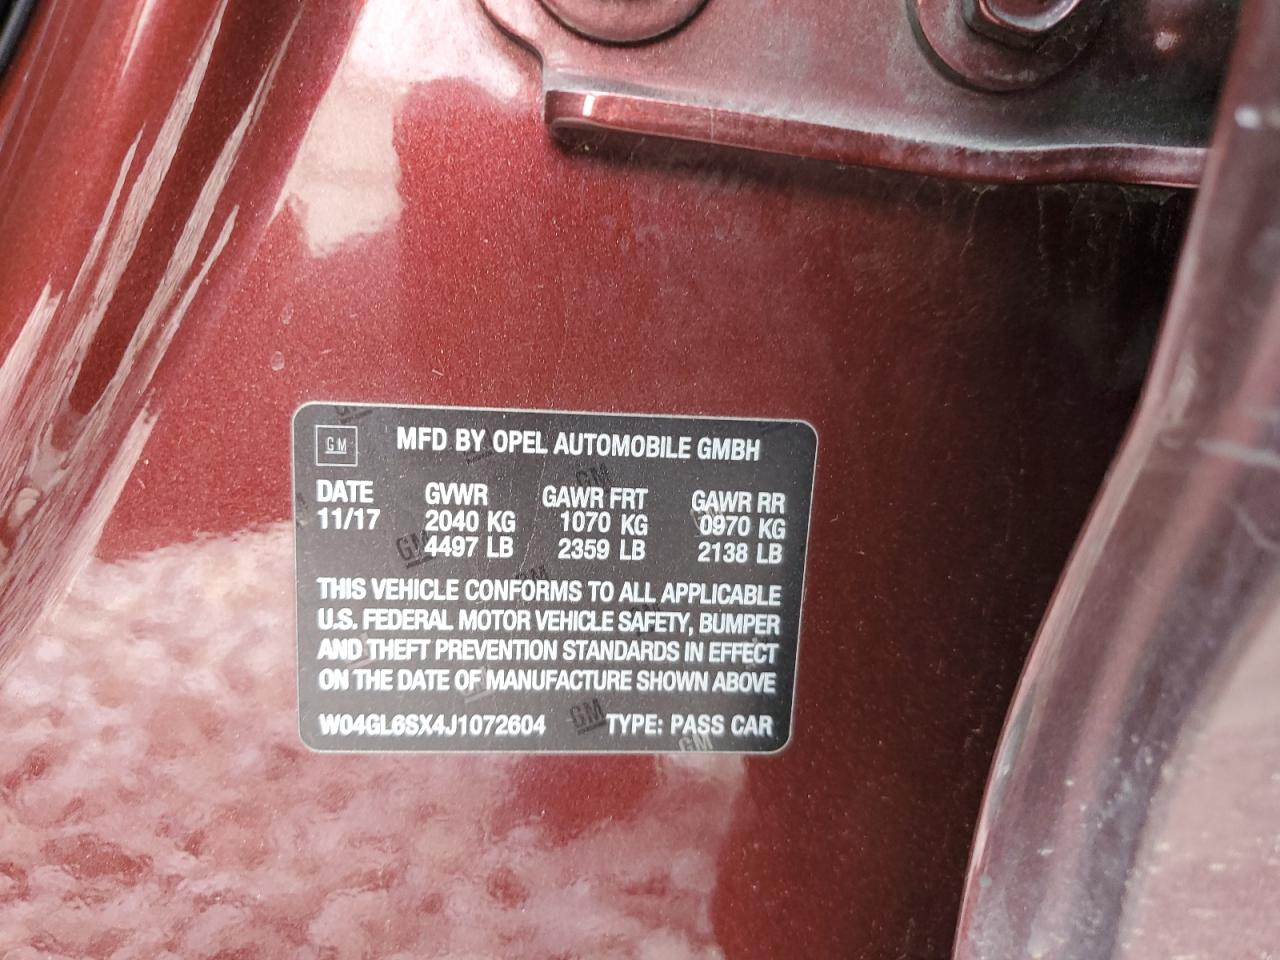 GM MFD BY OPEL AUTOMOBILE GMBH
DATE GVWR GAWR FRT GAWR RR
11/17 2040 KG 1070 KG 0970 KG
4497 LB 2359 LB 2138 LB
THIS VEHICLE CONFORMS TO ALL APPLICABLE
U.S. FEDERAL MOTOR VEHICLE SAFETY, BUMPER
AND THEFT PREVENTION STANDARDS IN EFFECT
ON THE DATE OF MANUFACTURE SHOWN ABOVE
W04GL6SX4J1072604 TYPE: PASS CAR